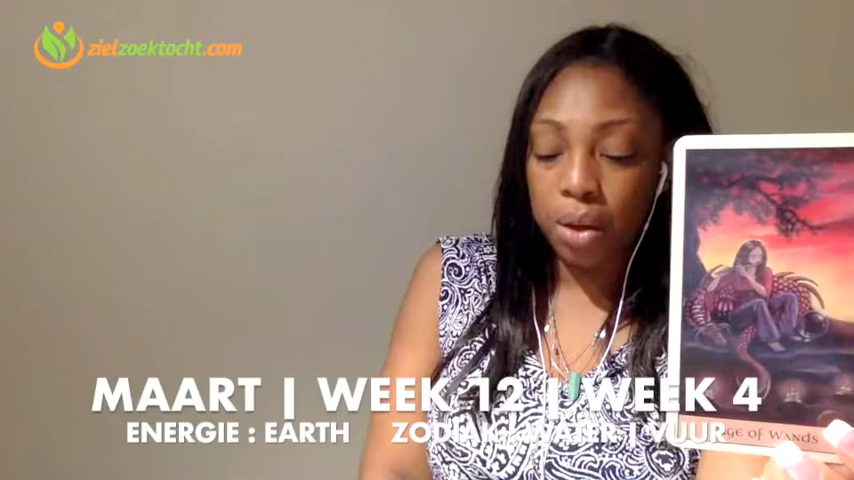 zielzoektocht.com
MAART | WEEK 12 | WEEK 4
ENERGIE : EARTH ZODIAK : WATER | VUUR
ge of Wands